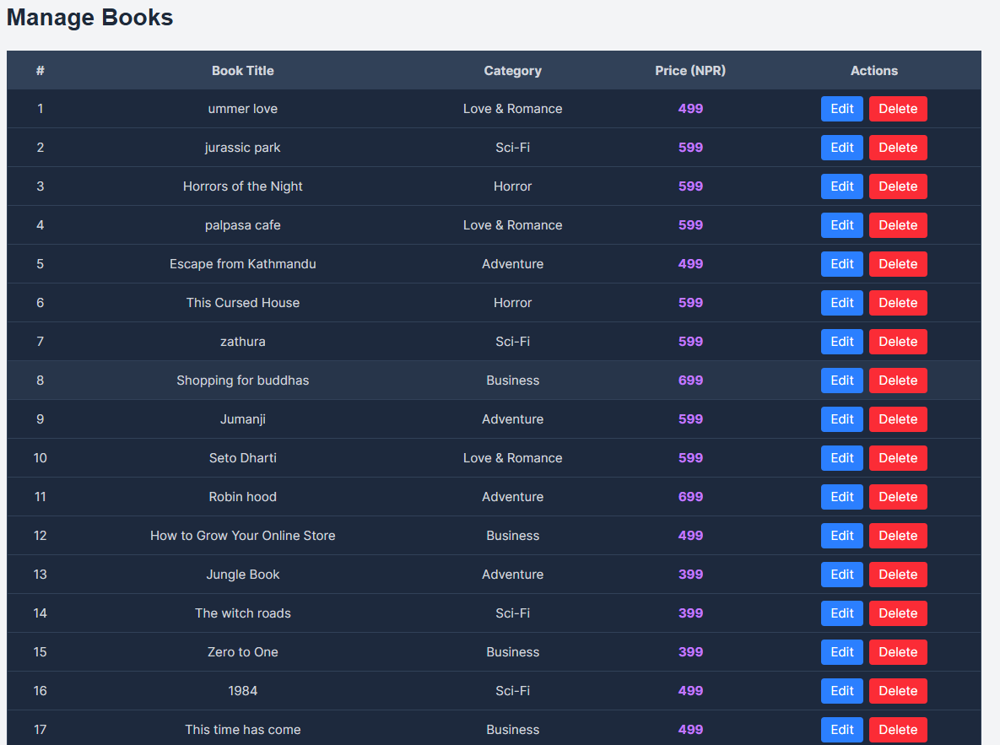 Manage Books
# Book Title Category Price (NPR) Actions
1 ummer love Love & Romance 499 Edit Delete
2 jurassic park Sci-Fi 599 Edit Delete
3 Horrors of the Night Horror 599 Edit Delete
4 palpasa cafe Love & Romance 599 Edit Delete
5 Escape from Kathmandu Adventure 499 Edit Delete
6 This Cursed House Horror 599 Edit Delete
7 zathura Sci-Fi 599 Edit Delete
8 Shopping for buddhas Business 699 Edit Delete
9 Jumanji Adventure 599 Edit Delete
10 Seto Dharti Love & Romance 599 Edit Delete
11 Robin hood Adventure 699 Edit Delete
12 How to Grow Your Online Store Business 499 Edit Delete
13 Jungle Book Adventure 399 Edit Delete
14 The witch roads Sci-Fi 399 Edit Delete
15 Zero to One Business 399 Edit Delete
16 1984 Sci-Fi 499 Edit Delete
17 This time has come Business 499 Edit Delete